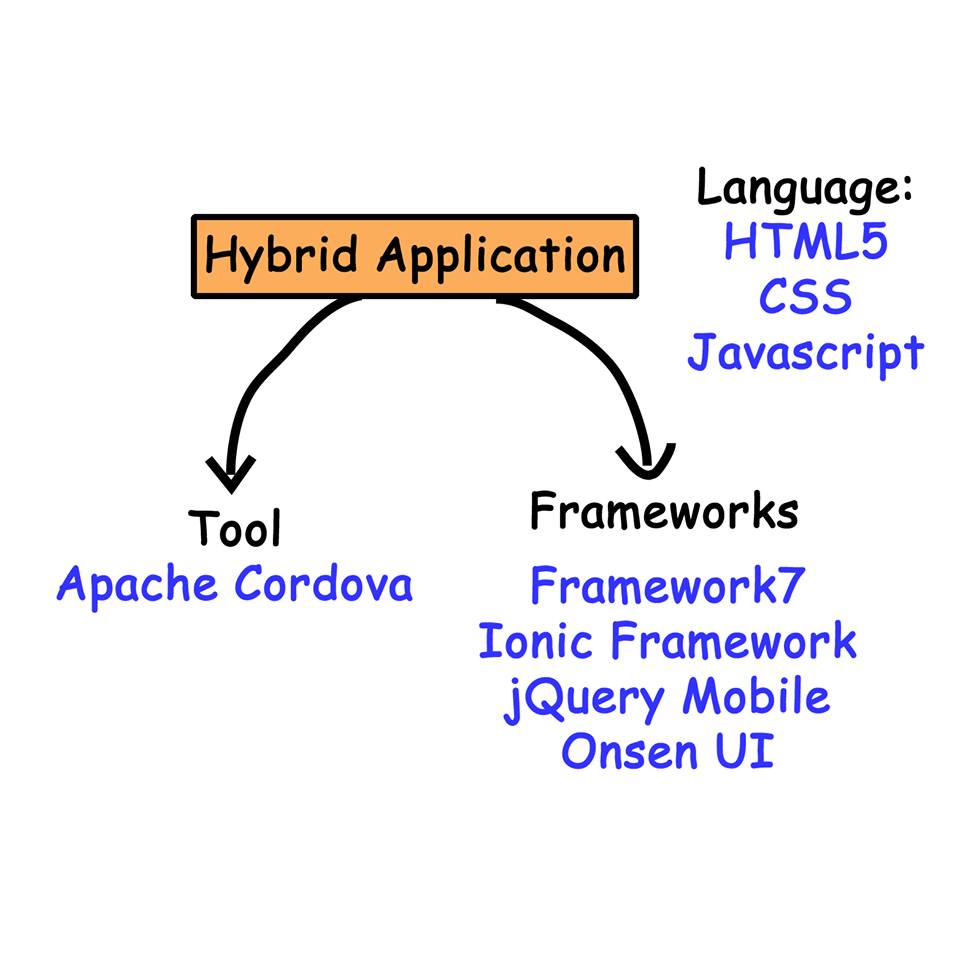 Hybrid Application
Language:
HTML5
CSS
Javascript
Tool
Apache Cordova
Frameworks
Framework7
Ionic Framework
jQuery Mobile
Onsen UI